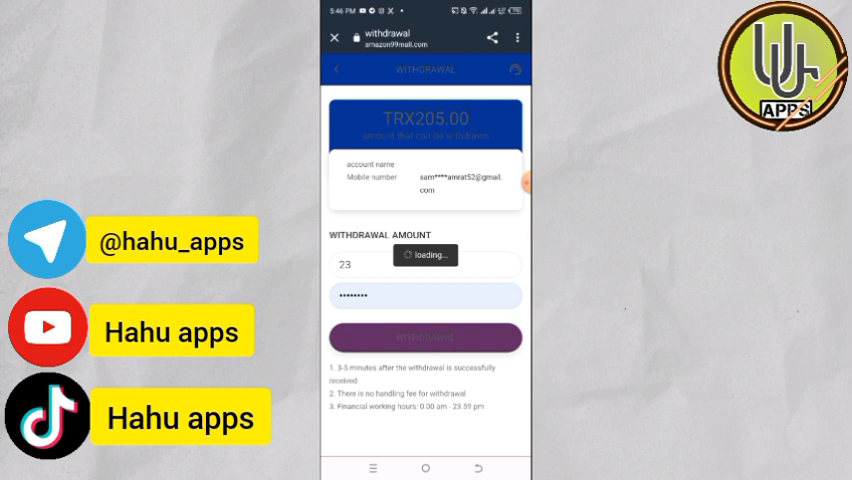 5:46 PM
withdrawal
amazon99mall.com
WITHDRAWAL
TRX205.00
amount that can be withdrawn
account name
Mobile number sam****amrat52@gmail.
com
WITHDRAWAL AMOUNT
loading...
23
••••••••
WITHDRAWAL
1. 3-5 minutes after the withdrawal is successfully
received
2. There is no handling fee for withdrawal
3. Financial working hours: 0.00 am - 23.59 pm
@hahu_apps
Hahu apps
Hahu apps
APPS